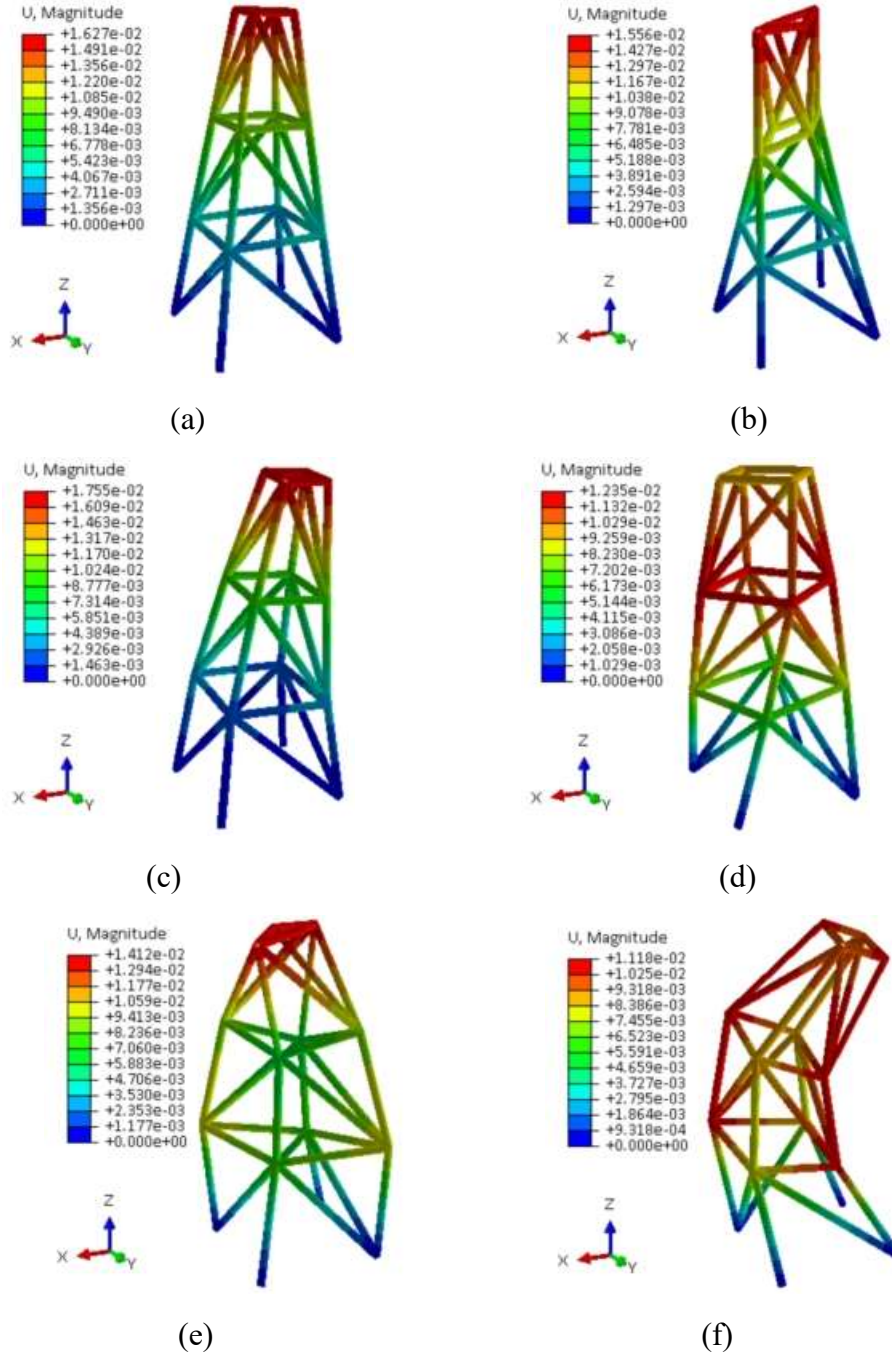 U, Magnitude
+1.627e-02
+1.491e-02
+1.356e-02
+1.220e-02
+1.085e-02
+9.490e-03
+8.134e-03
+6.778e-03
+5.423e-03
+4.067e-03
+2.711e-03
+1.356e-03
+0.000e+00
Z
X
Y
(a)
U, Magnitude
+1.556e-02
+1.427e-02
+1.297e-02
+1.167e-02
+1.038e-02
+9.078e-03
+7.781e-03
+6.485e-03
+5.188e-03
+3.891e-03
+2.594e-03
+1.297e-03
+0.000e+00
Z
X
Y
(b)
U, Magnitude
+1.755e-02
+1.609e-02
+1.463e-02
+1.317e-02
+1.170e-02
+1.024e-02
+8.777e-03
+7.314e-03
+5.851e-03
+4.389e-03
+2.926e-03
+1.463e-03
+0.000e+00
Z
X
Y
(c)
U, Magnitude
+1.235e-02
+1.132e-02
+1.029e-02
+9.259e-03
+8.230e-03
+7.202e-03
+6.173e-03
+5.144e-03
+4.115e-03
+3.086e-03
+2.058e-03
+1.029e-03
+0.000e+00
Z
X
Y
(d)
U, Magnitude
+1.412e-02
+1.294e-02
+1.177e-02
+1.059e-02
+9.413e-03
+8.236e-03
+7.060e-03
+5.883e-03
+4.706e-03
+3.530e-03
+2.353e-03
+1.177e-03
+0.000e+00
Z
X
Y
(e)
U, Magnitude
+1.118e-02
+1.025e-02
+9.318e-03
+8.386e-03
+7.455e-03
+6.523e-03
+5.591e-03
+4.659e-03
+3.727e-03
+2.795e-03
+1.864e-03
+9.318e-04
+0.000e+00
Z
X
Y
(f)